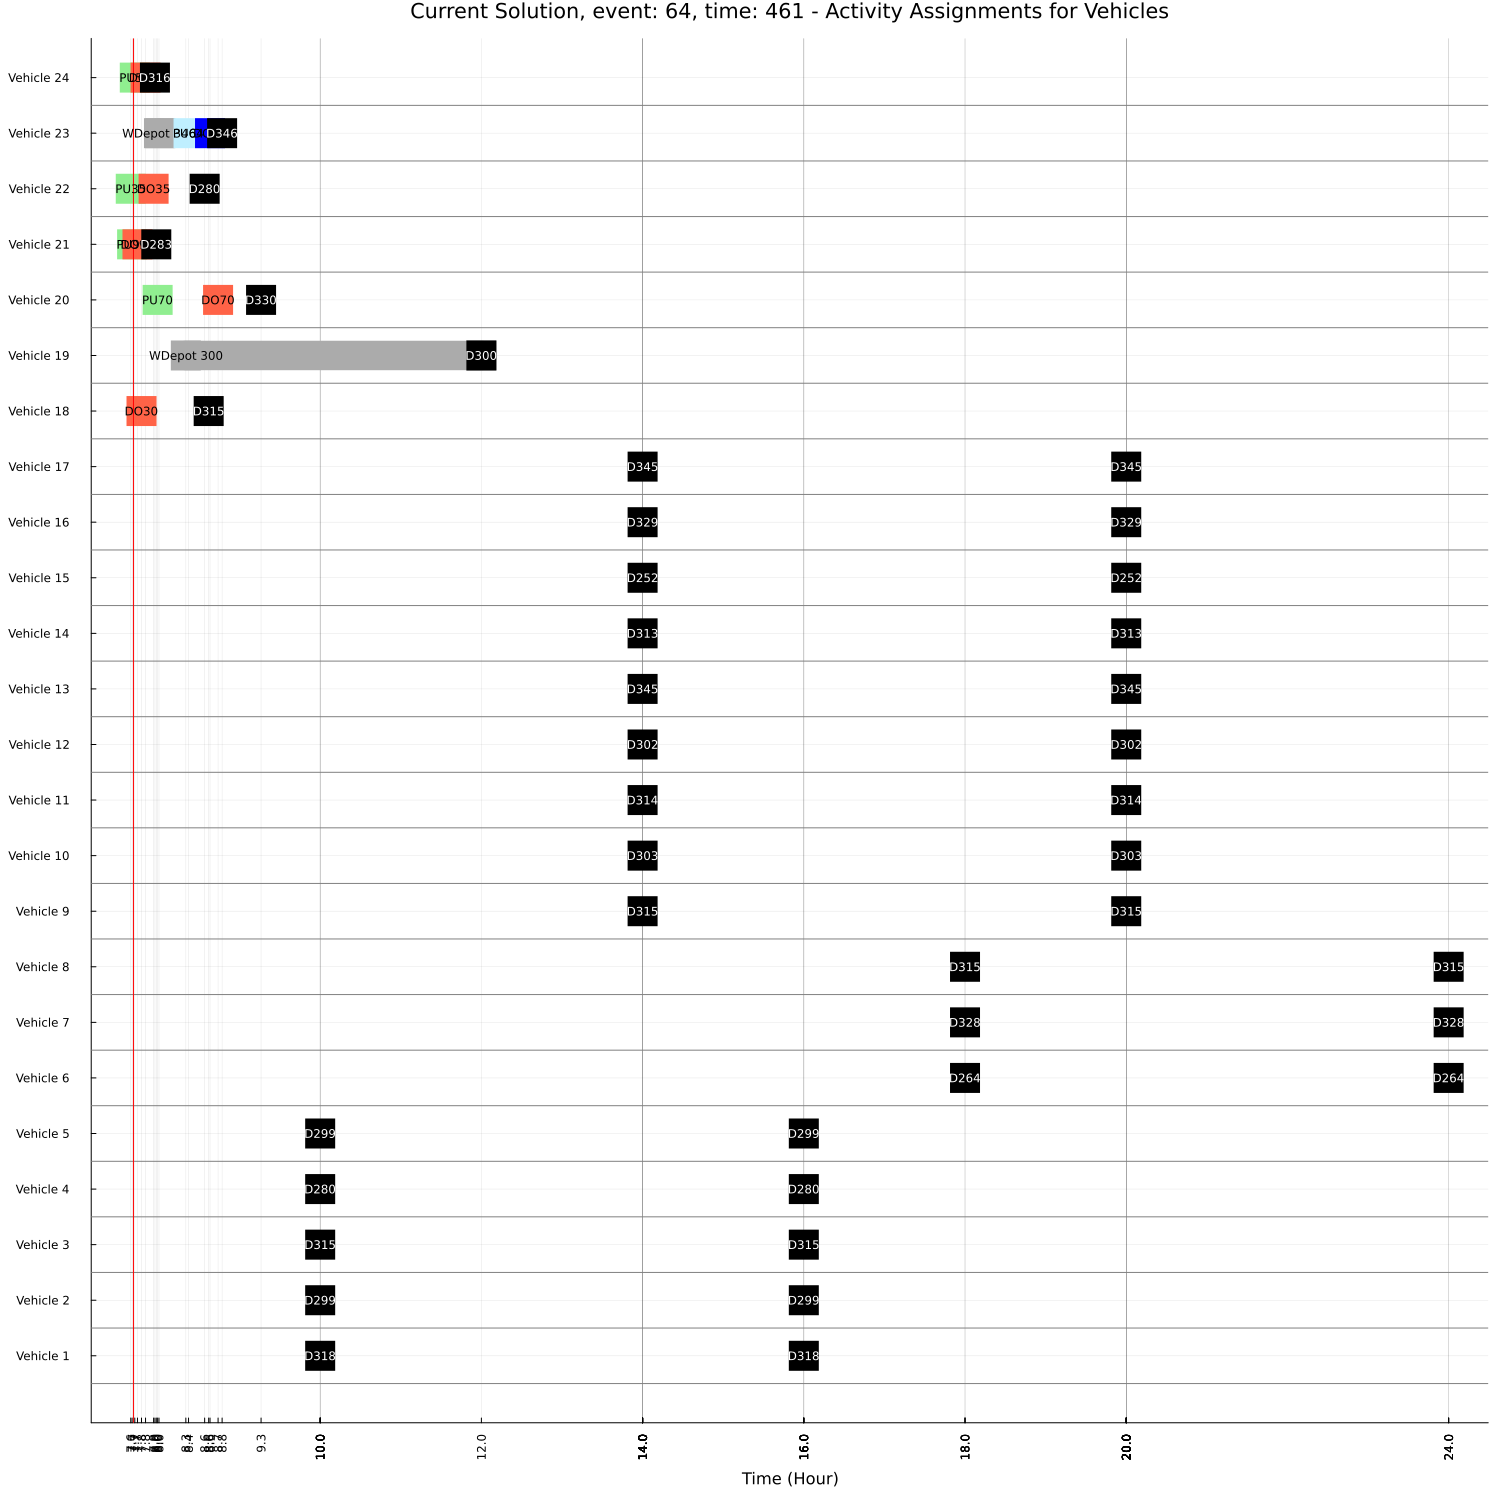 Current Solution, event: 64, time: 461 - Activity Assignments for Vehicles
Vehicle 24 D316
Vehicle 23 WDepot D346
Vehicle 22 PU35 DO35 D280
Vehicle 21 D283
Vehicle 20 PU70 DO70 D330
Vehicle 19 WDepot 300 D300
Vehicle 18 DO30 D315
Vehicle 17 D345 D345
Vehicle 16 D329 D329
Vehicle 15 D252 D252
Vehicle 14 D313 D313
Vehicle 13 D345 D345
Vehicle 12 D302 D302
Vehicle 11 D314 D314
Vehicle 10 D303 D303
Vehicle 9 D315 D315
Vehicle 8 D315 D315
Vehicle 7 D328 D328
Vehicle 6 D264 D264
Vehicle 5 D299 D299
Vehicle 4 D280 D280
Vehicle 3 D315 D315
Vehicle 2 D299 D299
Vehicle 1 D318 D318
8.4 8.6 8.8 9.3 10.0 12.0 14.0 16.0 18.0 20.0 24.0
Time (Hour)